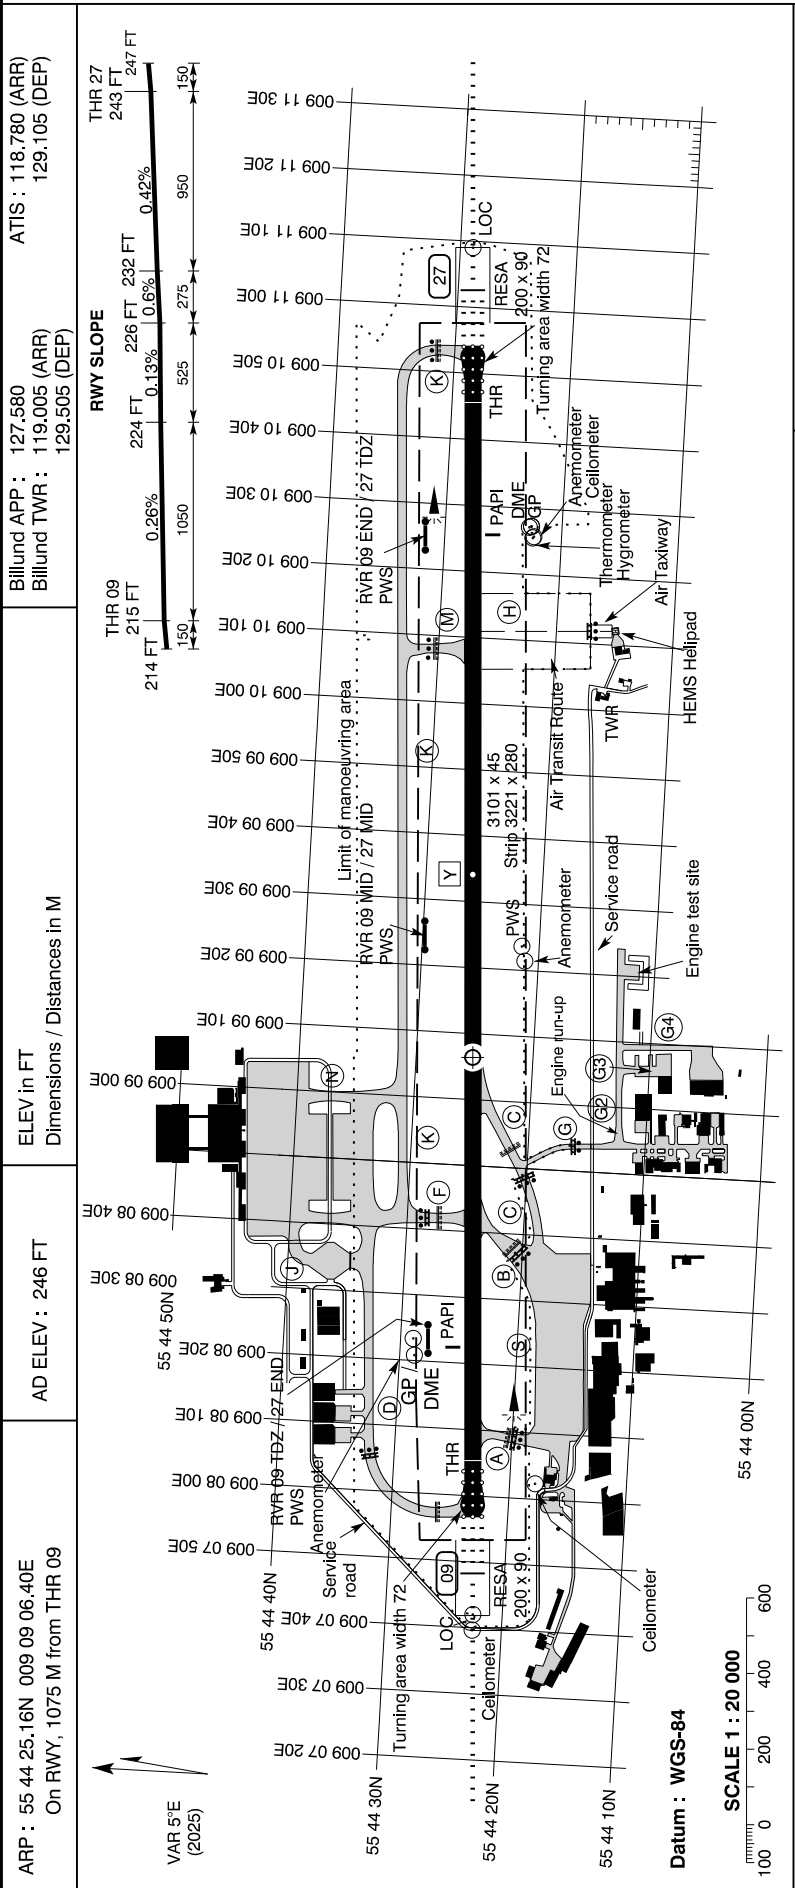 ARP : 55 44 25.16N 009 09 06.40E
On RWY, 1075 M from THR 09
AD ELEV : 246 FT
ELEV in FT
Dimensions / Distances in M
Billund APP : 127.580
Billund TWR : 119.005 (ARR)
129.505 (DEP)
ATIS : 118.780 (ARR)
129.105 (DEP)
VAR 5°E
(2025)
RWY SLOPE
THR 09
215 FT
214 FT
224 FT
226 FT
232 FT
THR 27
243 FT
247 FT
0.26%
0.13%
0.6%
0.42%
150
1050
525
275
950
150
009 07 20E
009 07 30E
009 07 40E
009 07 50E
009 08 00E
009 08 10E
009 08 20E
009 08 30E
009 08 40E
009 09 00E
009 09 10E
009 09 20E
009 09 30E
009 09 40E
009 09 50E
009 10 00E
009 10 10E
009 10 20E
009 10 30E
009 10 40E
009 10 50E
009 11 00E
009 11 10E
009 11 20E
009 11 30E
55 44 50N
55 44 40N
55 44 30N
55 44 20N
55 44 10N
55 44 00N
RVR 09 TDZ / 27 END
PWS
Anemometer
Service
road
Turning area width 72
J
N
D
GP
DME
PAPI
F
K
RVR 09 MID / 27 MID
PWS
Limit of manoeuvring area
K
M
RVR 09 END / 27 TDZ
PWS
K
LOC
09
THR
Y
THR
27
LOC
Ceilometer
RESA
200 x 90
A
S
B
C
C
G
Engine run-up
G2
G3
G4
PWS
Anemometer
3101 x 45
Strip 3221 x 280
Air Transit Route
H
PAPI
DME
GP
Anemometer
Ceilometer
Thermometer
Hygrometer
Air Taxiway
RESA
200 x 90
Turning area width 72
Ceilometer
Service road
Engine test site
TWR
HEMS Helipad
Datum : WGS-84
SCALE 1 : 20 000
100 0 200 400 600